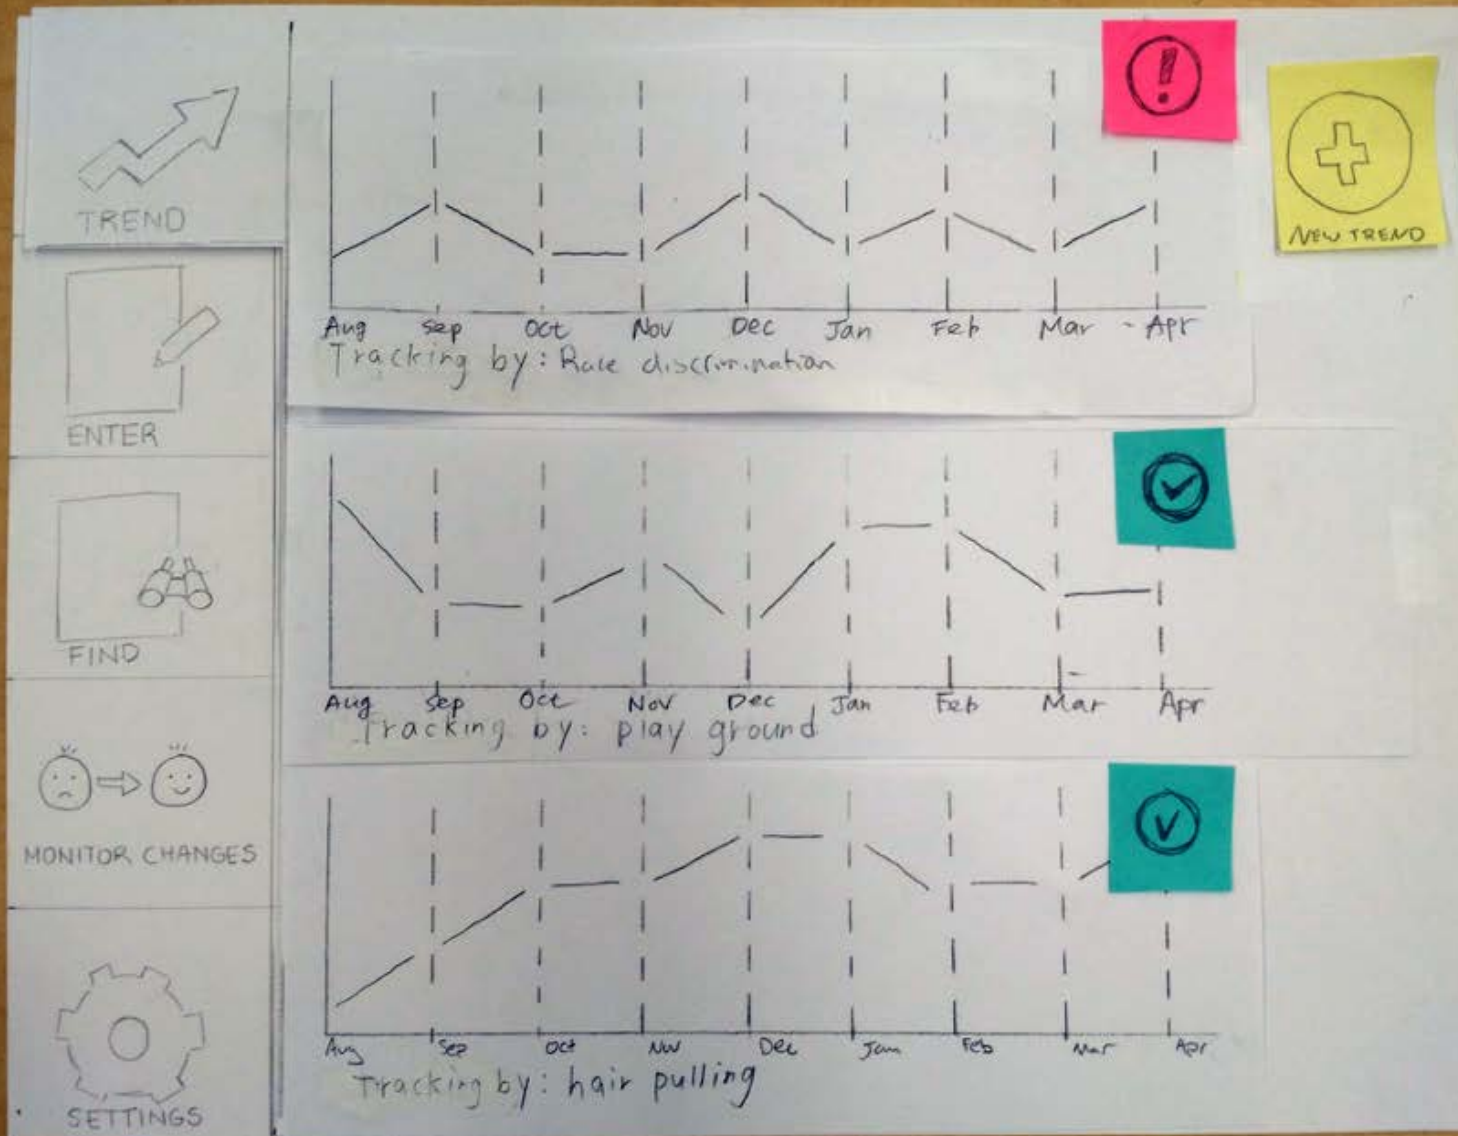 TREND
ENTER
FIND
MONITOR CHANGES
SETTINGS
!
NEW TREND
Aug Sep Oct Nov Dec Jan Feb Mar - Apr
Tracking by: Race discrimination
Aug Sep Oct Nov Dec Jan Feb Mar Apr
Tracking by: play ground
Aug Sep Oct Nov Dec Jan Feb Mar Apr
Tracking by: hair pulling